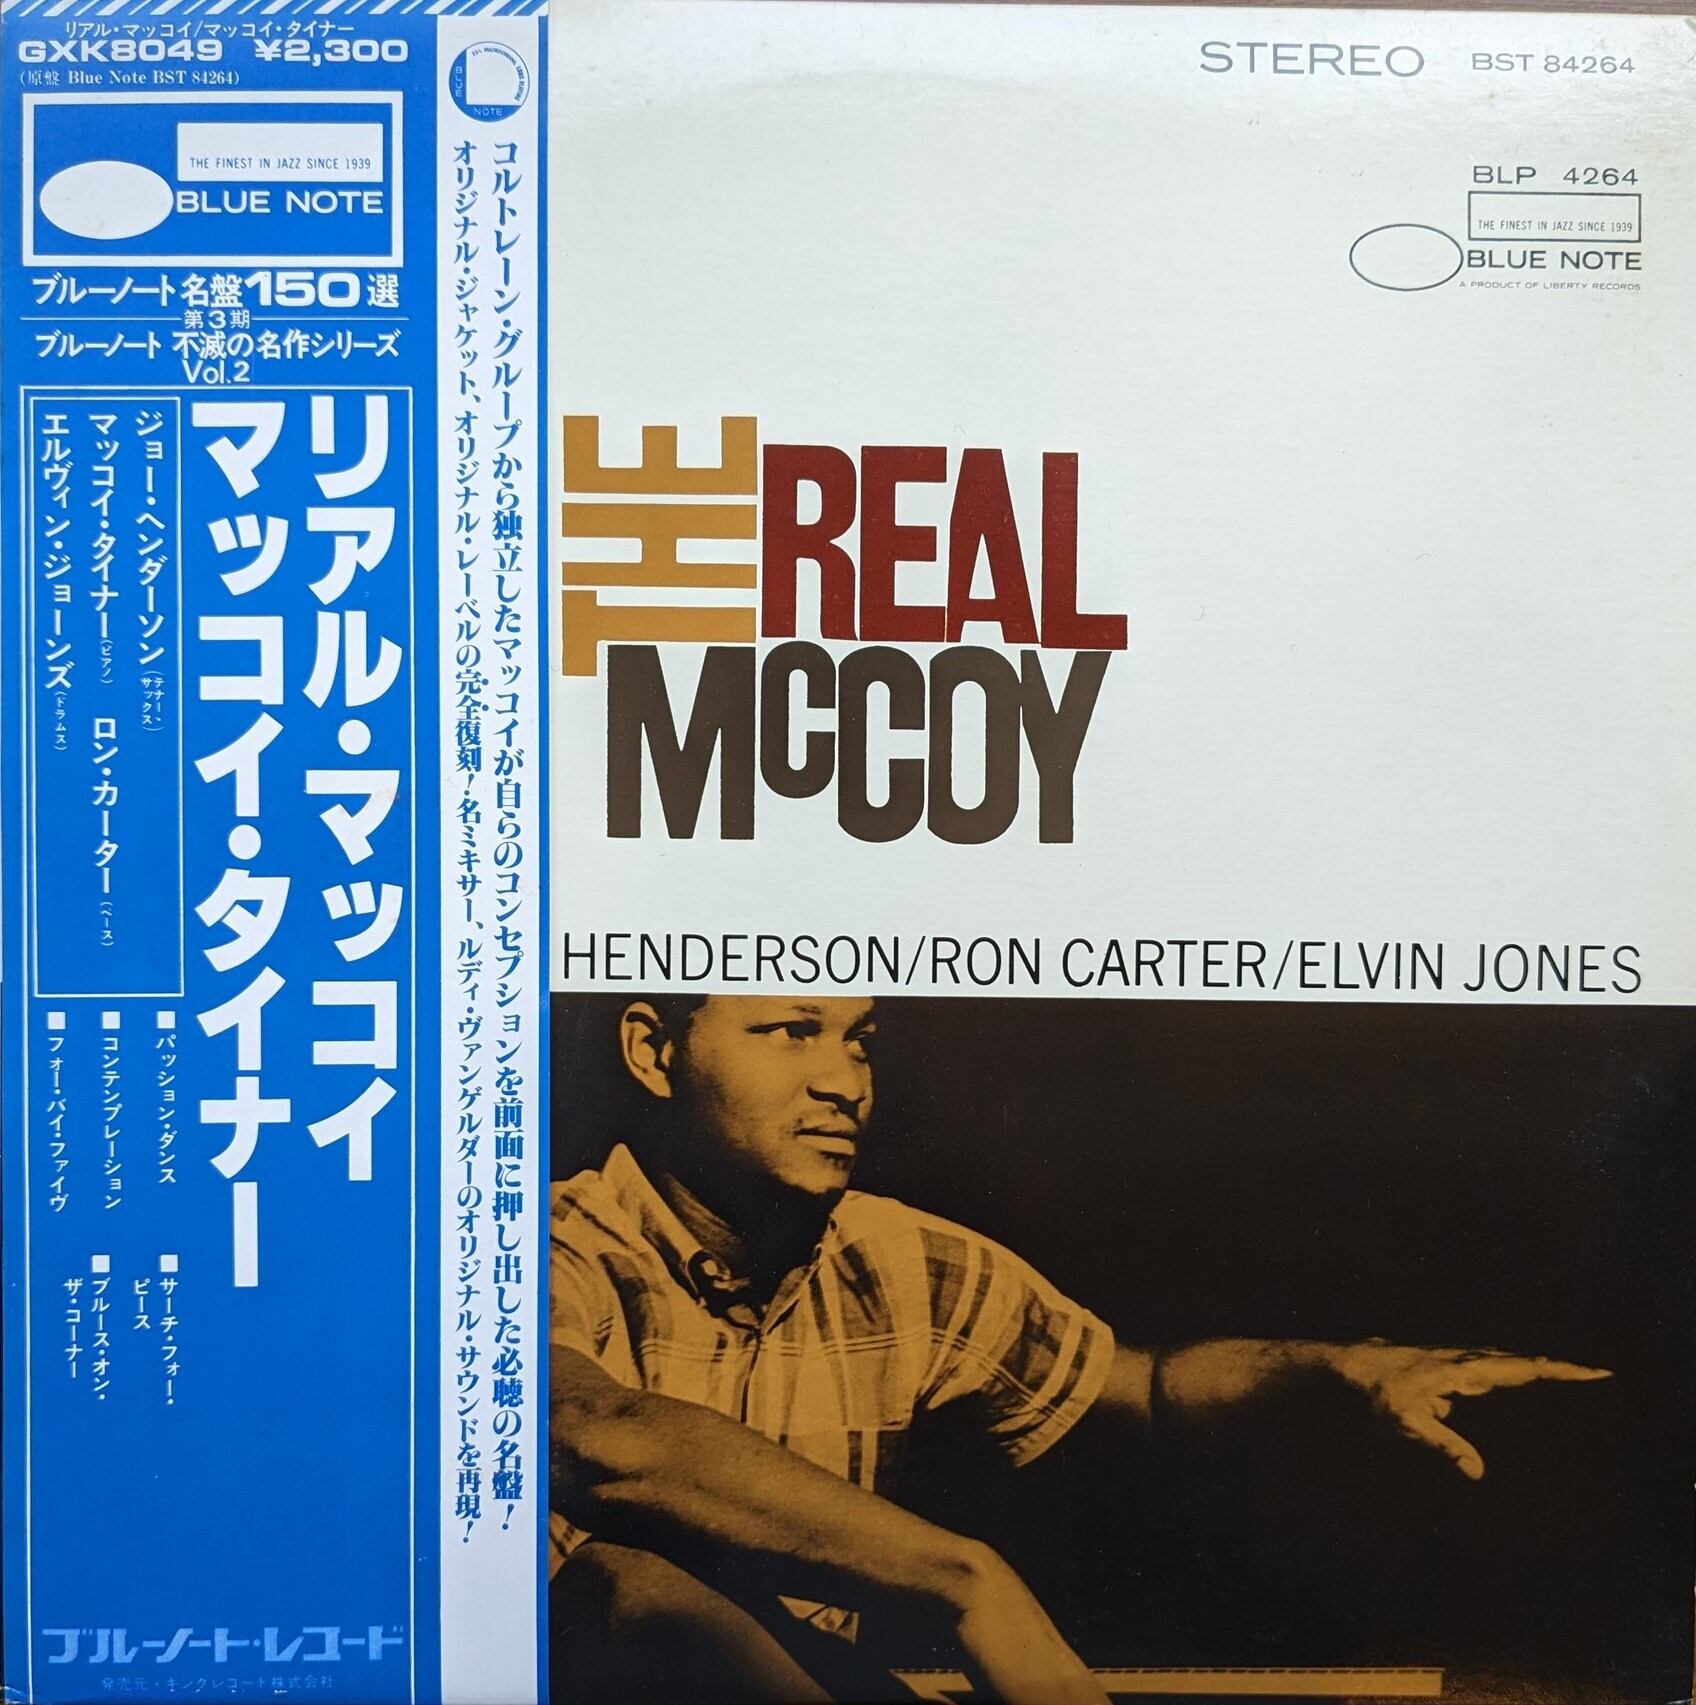 リアル・マッコイ/マッコイ・タイナー
GXK8049 ¥2,300
(原盤 Blue Note BST 84264)
THE FINEST IN JAZZ SINCE 1939
BLUE NOTE
ブルーノート名盤150選
第3期
ブルーノート 不滅の名作シリーズ
Vol.2
リアル・マッコイ
マッコイ・タイナー
ジョー・ヘンダーソン(テナー・サックス)
マッコイ・タイナー(ピアノ) ロン・カーター(ベース)
エルヴィン・ジョーンズ(ドラムス)
■パッション・ダンス
■コンテンプレーション
■フォー・バイ・ファイヴ
■サーチ・フォー・
ピース
■ブルース・オン・
ザ・コーナー
ブルーノート・レコード
発売元・キングレコード株式会社
BLUE
NOTE
コルトレーン・グループから独立したマッコイが自らのコンセプションを前面に押し出した必聴の名盤!
オリジナル・ジャケット、オリジナル・レーベルの完全復刻!名ミキサー、ルディ・ヴァンゲルダーのオリジナル・サウンドを再現!
STEREO BST 84264
BLP 4264
THE FINEST IN JAZZ SINCE 1939
BLUE NOTE
A PRODUCT OF LIBERTY RECORDS
THE
REAL
McCOY
HENDERSON/RON CARTER/ELVIN JONES